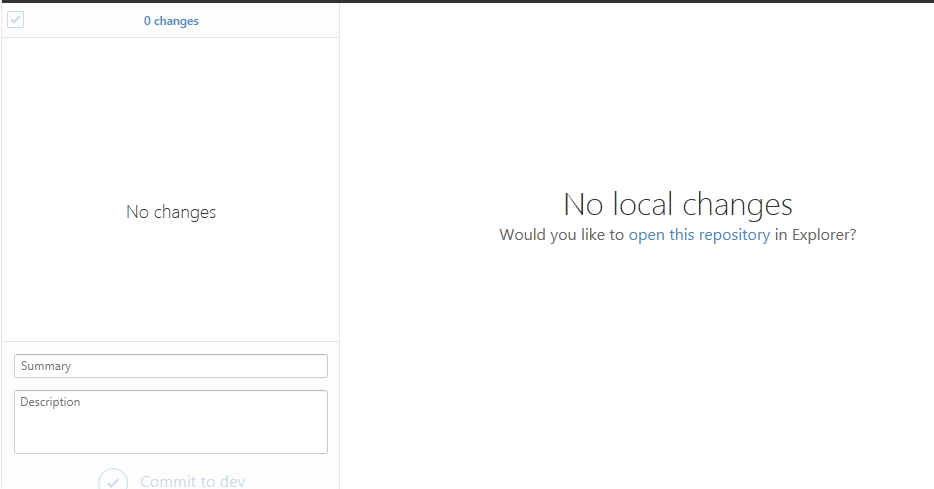 0 changes
No changes
No local changes
Would you like to open this repository in Explorer?
Summary
Description
Commit to dev